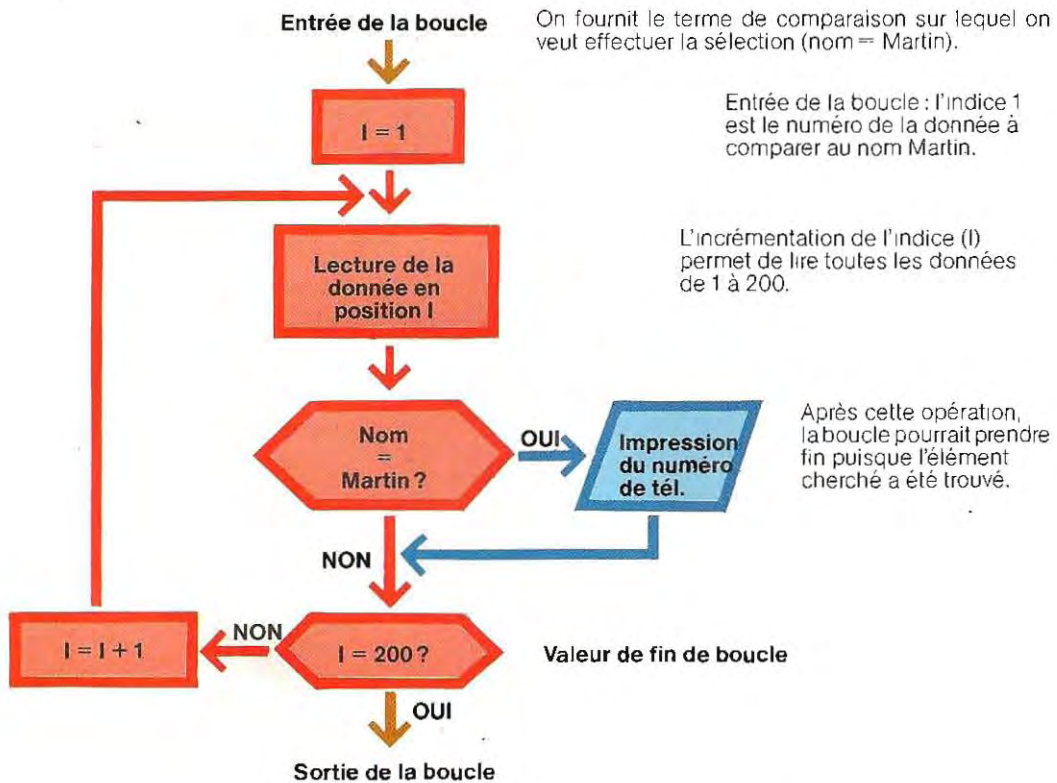 Entrée de la boucle
On fournit le terme de comparaison sur lequel on
veut effectuer la sélection (nom = Martin).
I = 1
Entrée de la boucle : l'indice 1
est le numéro de la donnée à
comparer au nom Martin.
Lecture de la
donnée en
position I
L'incrémentation de l'indice (I)
permet de lire toutes les données
de 1 à 200.
Nom
=
Martin ?
OUI
Impression
du numéro
de tél.
Après cette opération,
la boucle pourrait prendre
fin puisque l'élément
cherché a été trouvé.
NON
I = I + 1
NON
I = 200 ?
Valeur de fin de boucle
OUI
Sortie de la boucle